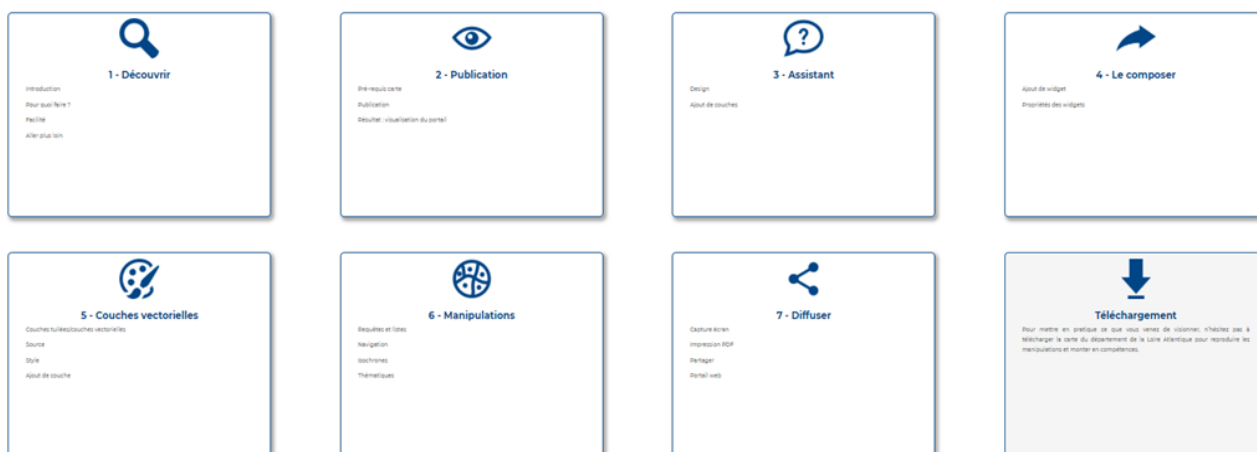 1 - Découvrir
Introduction
Pour quoi faire ?
Facilité
Aller plus loin
2 - Publication
Pré-requis carte
Publication
Résultat : visualisation du portail
3 - Assistant
Design
Ajout de couches
4 - Le composer
Ajout de widget
Propriétés des widgets
5 - Couches vectorielles
Couches tuilées/couches vectorielles
Source
Style
Ajout de couche
6 - Manipulations
Requêtes et listes
Navigation
Isochrones
Thématiques
7 - Diffuser
Capture écran
Impression PDF
Partager
Portail web
Téléchargement
Pour mettre en pratique ce que vous venez de visionner, n'hésitez pas à
télécharger la carte du département de la Loire Atlantique pour reproduire les
manipulations et monter en compétences.